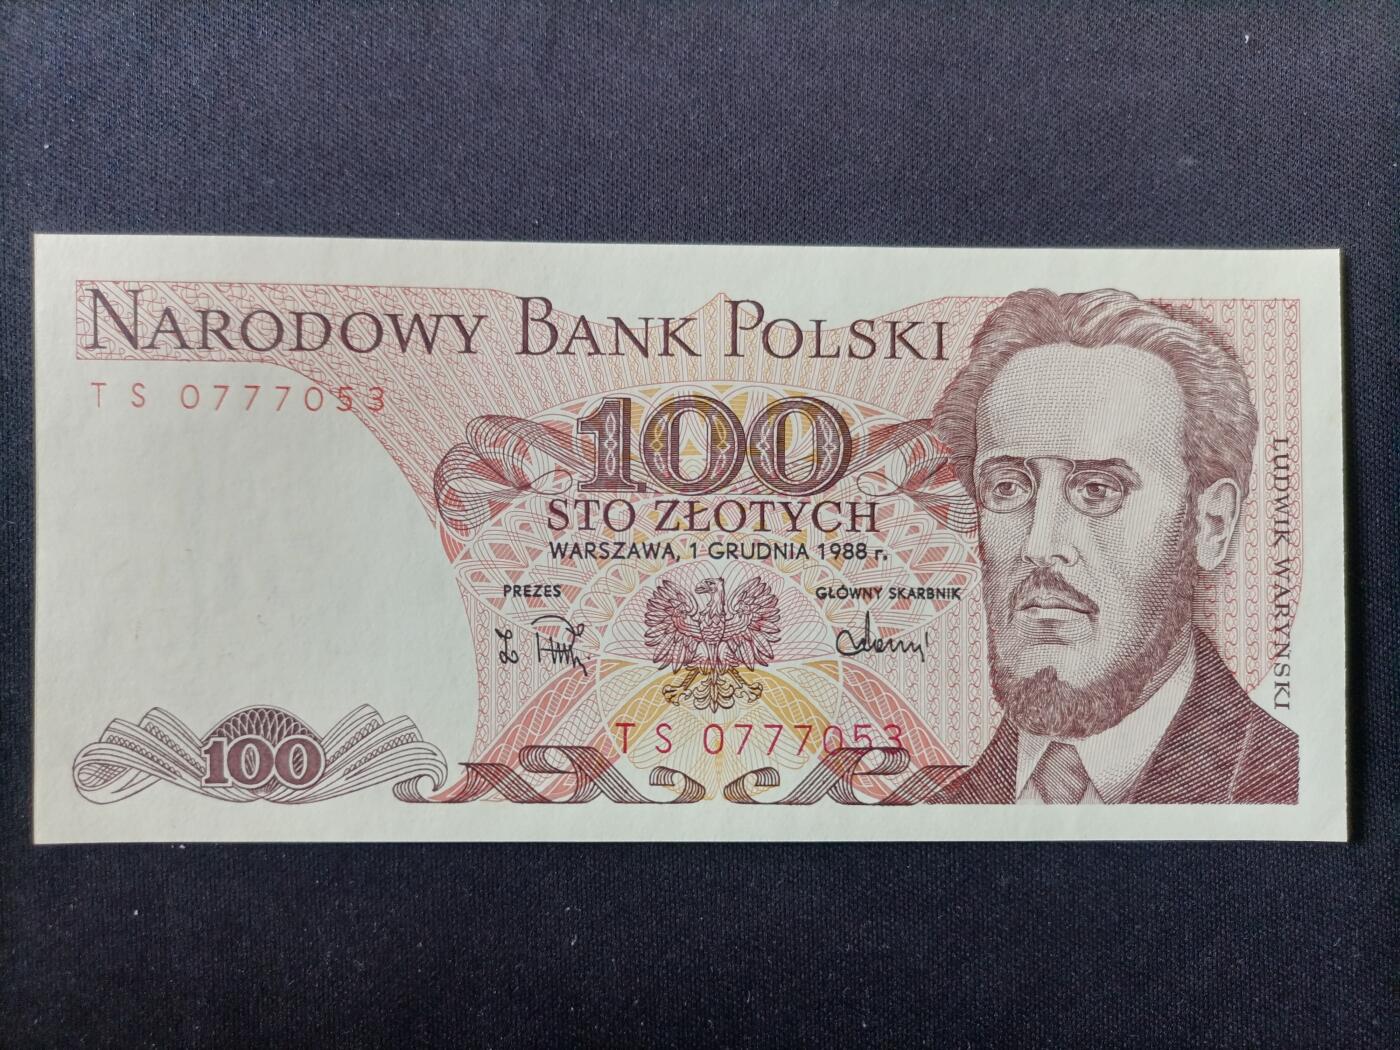 NARODOWY BANK POLSKI
TS 0777053
100
STO ZŁOTYCH
WARSZAWA, 1 GRUDNIA 1988 r.
PREZES
GŁÓWNY SKARBNIK
TS 0777053
100
LUDWIK WARYŃSKI